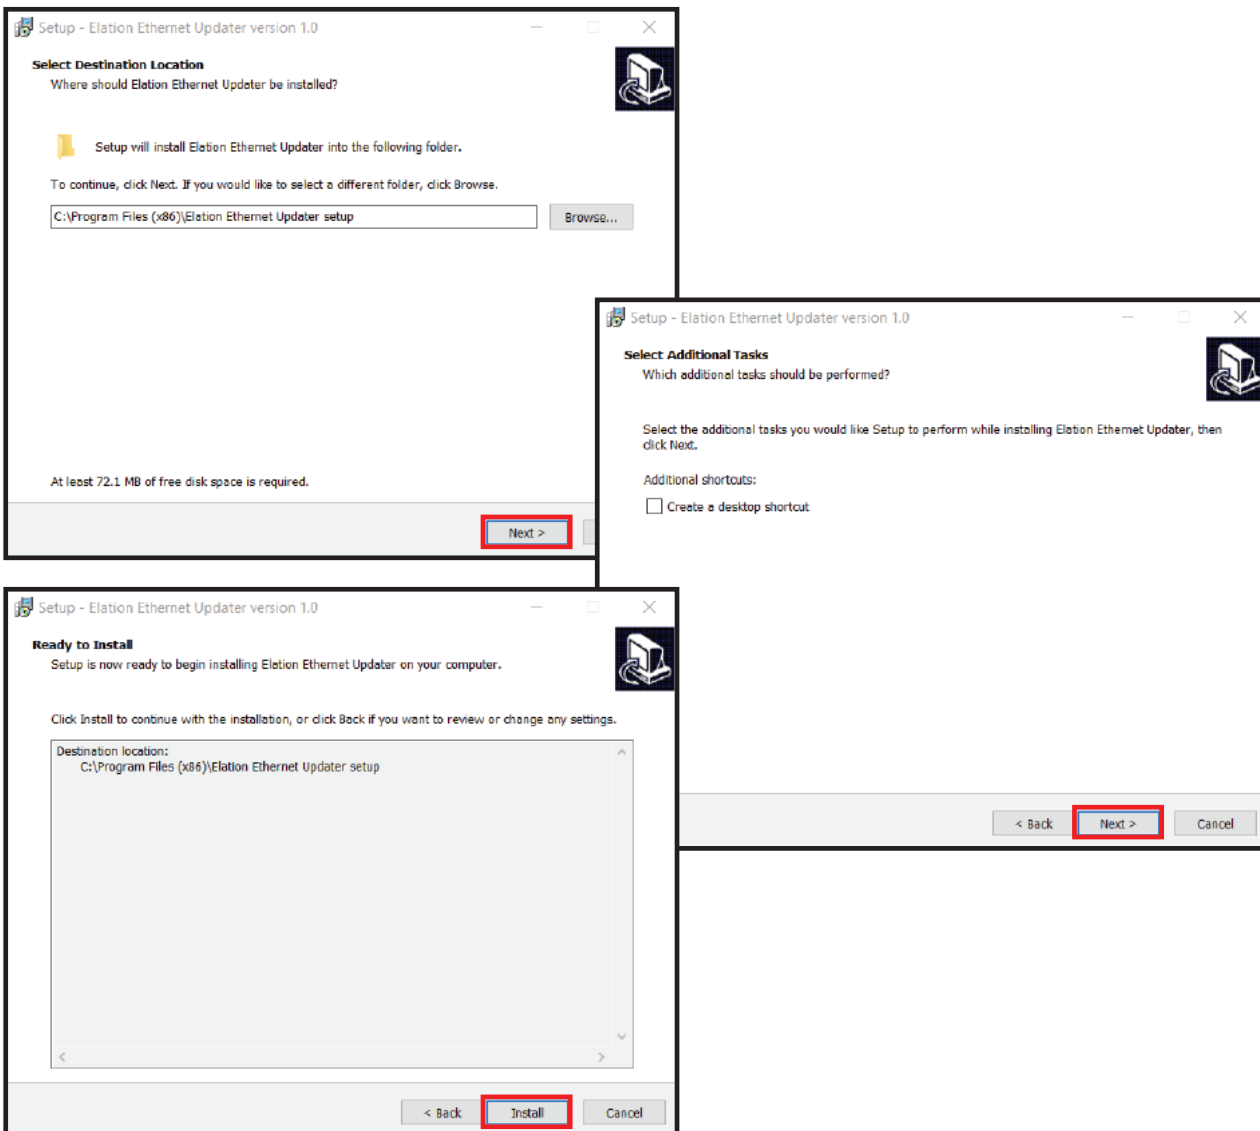 Setup - Elation Ethernet Updater version 1.0
Select Destination Location
Where should Elation Ethernet Updater be installed?
Setup will install Elation Ethernet Updater into the following folder.
To continue, click Next. If you would like to select a different folder, click Browse.
C:\Program Files (x86)\Elation Ethernet Updater setup
Browse...
At least 72.1 MB of free disk space is required.
Next >
Setup - Elation Ethernet Updater version 1.0
Select Additional Tasks
Which additional tasks should be performed?
Select the additional tasks you would like Setup to perform while installing Elation Ethernet Updater, then
click Next.
Additional shortcuts:
Create a desktop shortcut
< Back
Next >
Cancel
Setup - Elation Ethernet Updater version 1.0
Ready to Install
Setup is now ready to begin installing Elation Ethernet Updater on your computer.
Click Install to continue with the installation, or click Back if you want to review or change any settings.
Destination location:
C:\Program Files (x86)\Elation Ethernet Updater setup
< Back
Install
Cancel